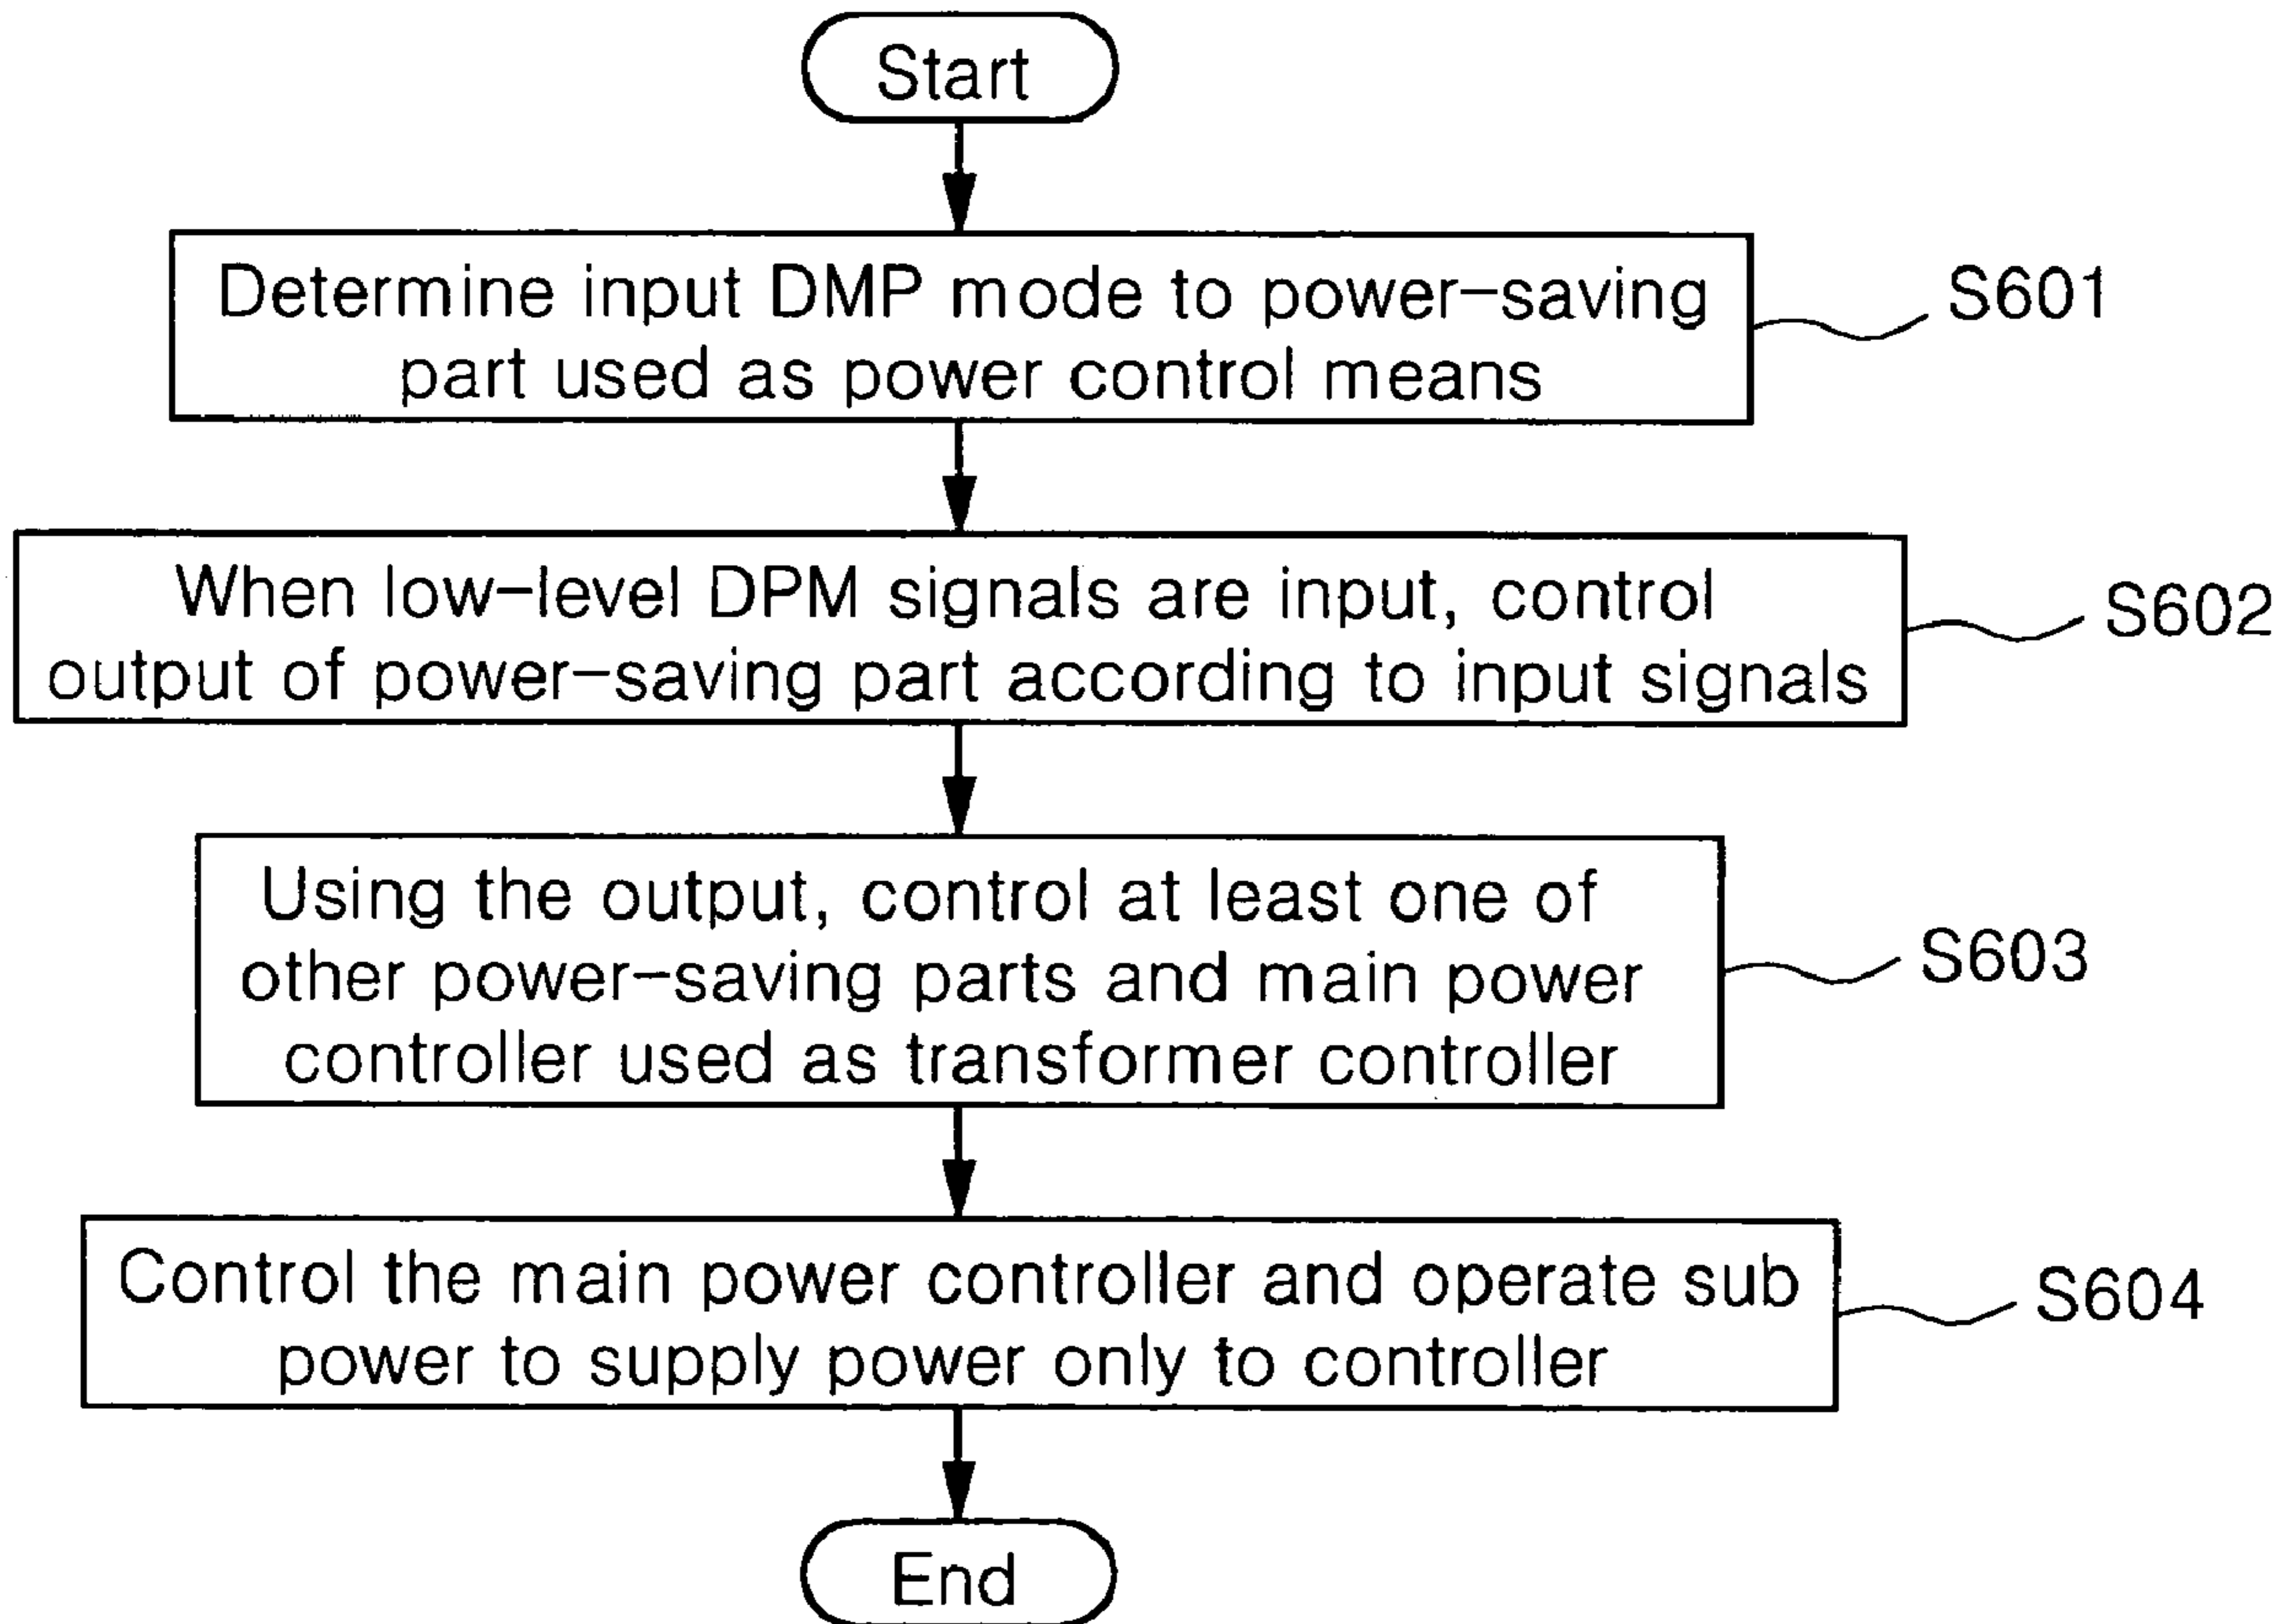 Start
Determine input DMP mode to power-saving
part used as power control means
S601
When low-level DPM signals are input, control
output of power-saving part according to input signals
S602
Using the output, control at least one of
other power-saving parts and main power
controller used as transformer controller
S603
Control the main power controller and operate sub
power to supply power only to controller
S604
End